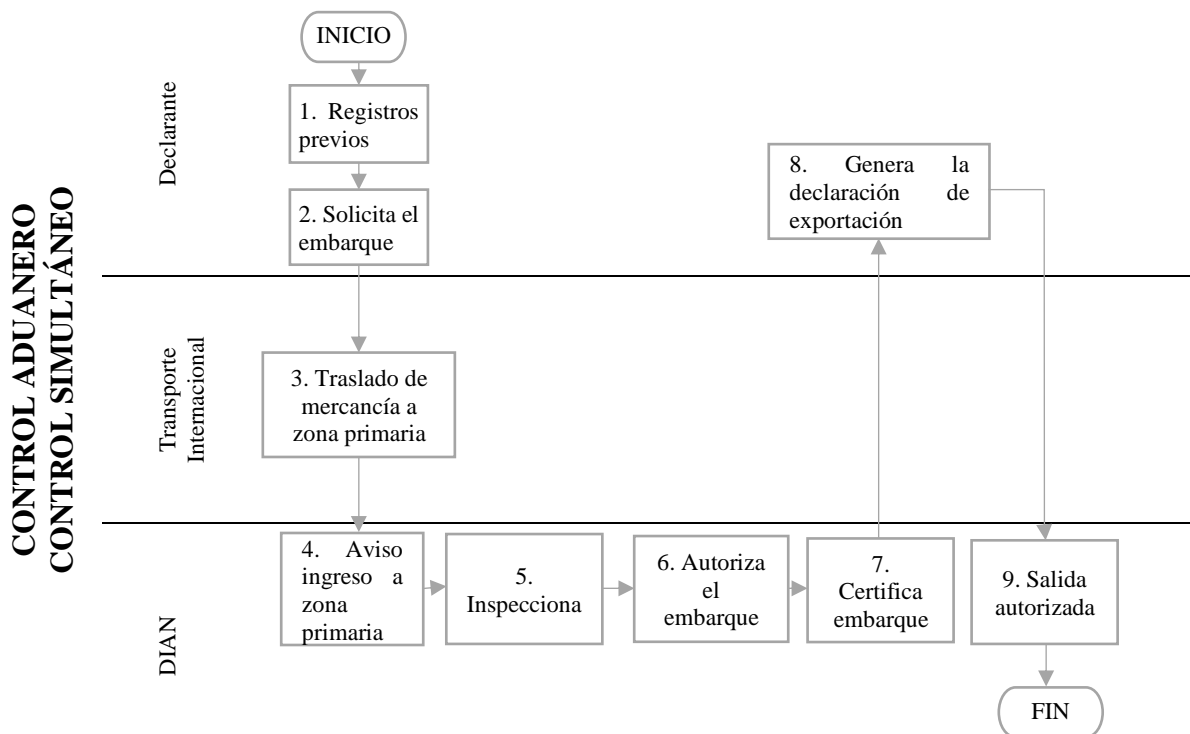 CONTROL ADUANERO
CONTROL SIMULTÁNEO
Declarante
INICIO
1. Registros
previos
2. Solicita el
embarque
8. Genera la
declaración de
exportación
Transporte
Internacional
3. Traslado de
mercancía a
zona primaria
DIAN
4. Aviso
ingreso a
zona
primaria
5.
Inspecciona
6. Autoriza
el
embarque
7.
Certifica
embarque
9. Salida
autorizada
FIN